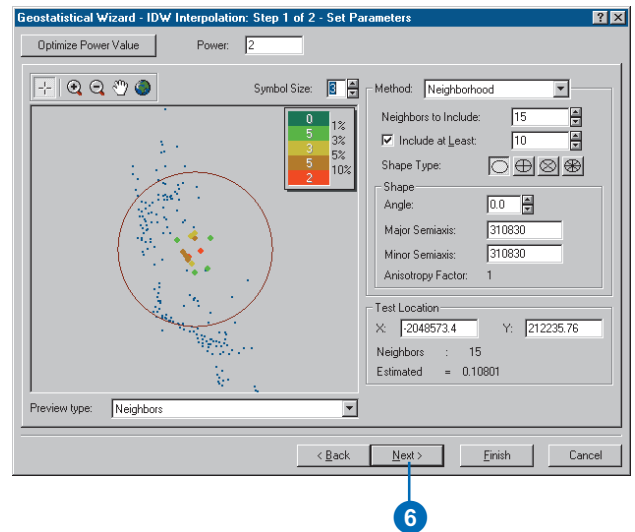 Geostatistical Wizard - IDW Interpolation: Step 1 of 2 - Set Parameters
Optimize Power Value Power: 2
Symbol Size: 3
0
5
3
5
2
1%
3%
5%
10%
Method: Neighborhood
Neighbors to Include: 15
Include at Least: 10
Shape Type:
Shape
Angle: 0.0
Major Semiaxis: 310830
Minor Semiaxis: 310830
Anisotropy Factor: 1
Test Location
X: -2048573.4 Y: 212235.76
Neighbors : 15
Estimated = 0.10801
Preview type: Neighbors
< Back Next > Finish Cancel
6